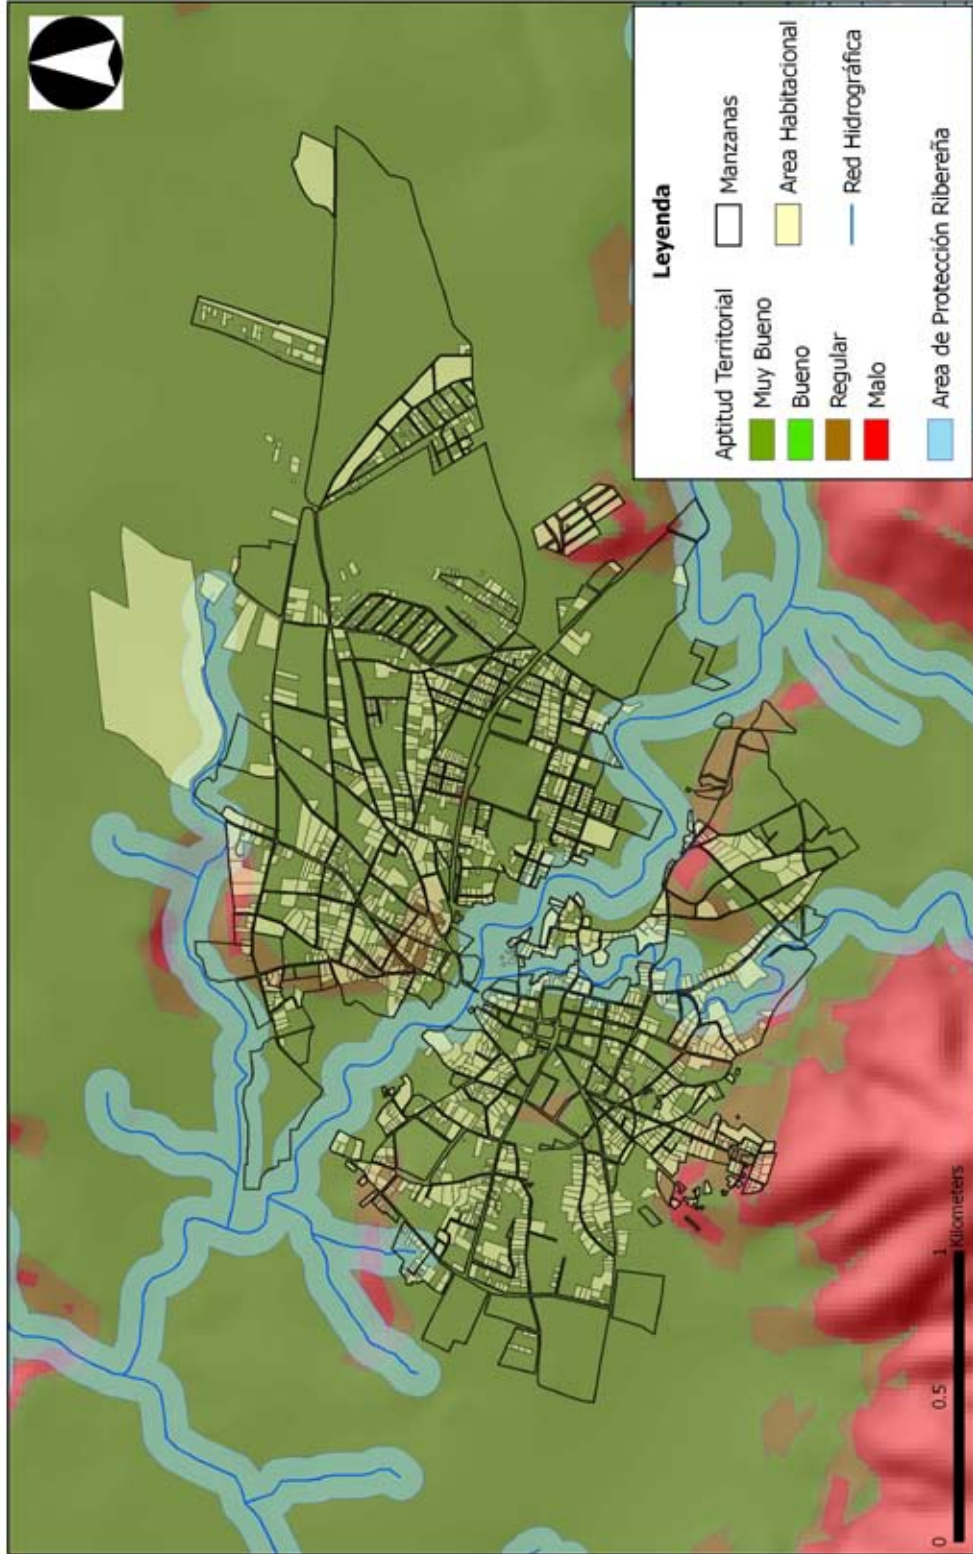 Leyenda
Aptitud Territorial
Muy Bueno
Bueno
Regular
Malo
Area de Protección Ribereña
Manzanas
Area Habitacional
Red Hidrográfica
0 0.5 1
Kilometers